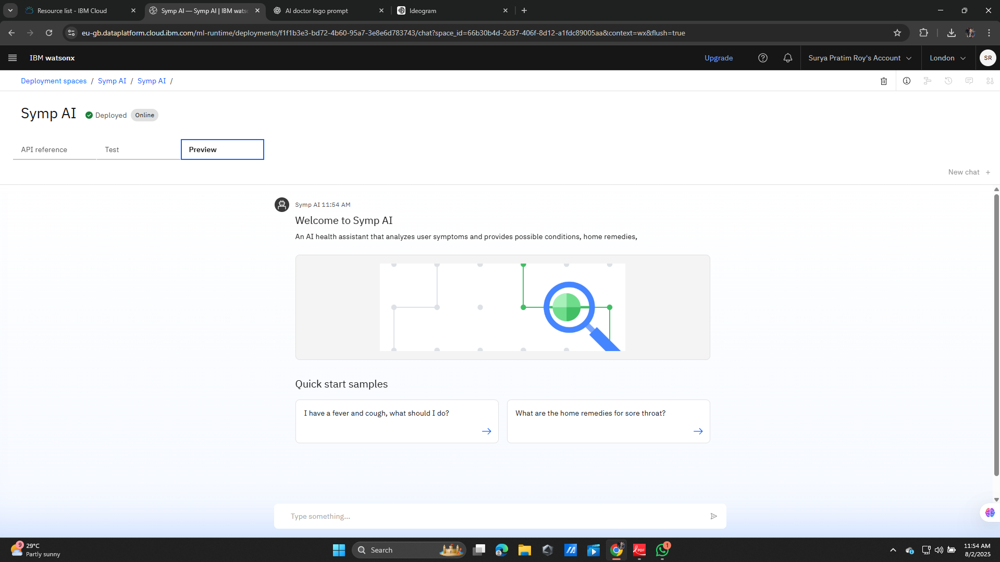 Resource list - IBM Cloud
Symp AI — Symp AI | IBM wats
AI doctor logo prompt
Ideogram
eu-gb.dataplatform.cloud.ibm.com/ml-runtime/deployments/f1f1b3e3-bd72-4b60-95a7-3e8e6d783743/chat?space_id=66b30b4d-2d37-406f-8d12-a1fdc89005aa&context=wx&flush=true
IBM watsonx
Upgrade
Surya Pratim Roy's Account
London
SR
Deployment spaces / Symp AI / Symp AI /
Symp AI
Deployed
Online
API reference
Test
Preview
New chat +
Symp AI 11:54 AM
Welcome to Symp AI
An AI health assistant that analyzes user symptoms and provides possible conditions, home remedies,
Quick start samples
I have a fever and cough, what should I do?
What are the home remedies for sore throat?
Type something...
9
29°C
Partly sunny
Search
PDF
1
11:54 AM
8/2/2025